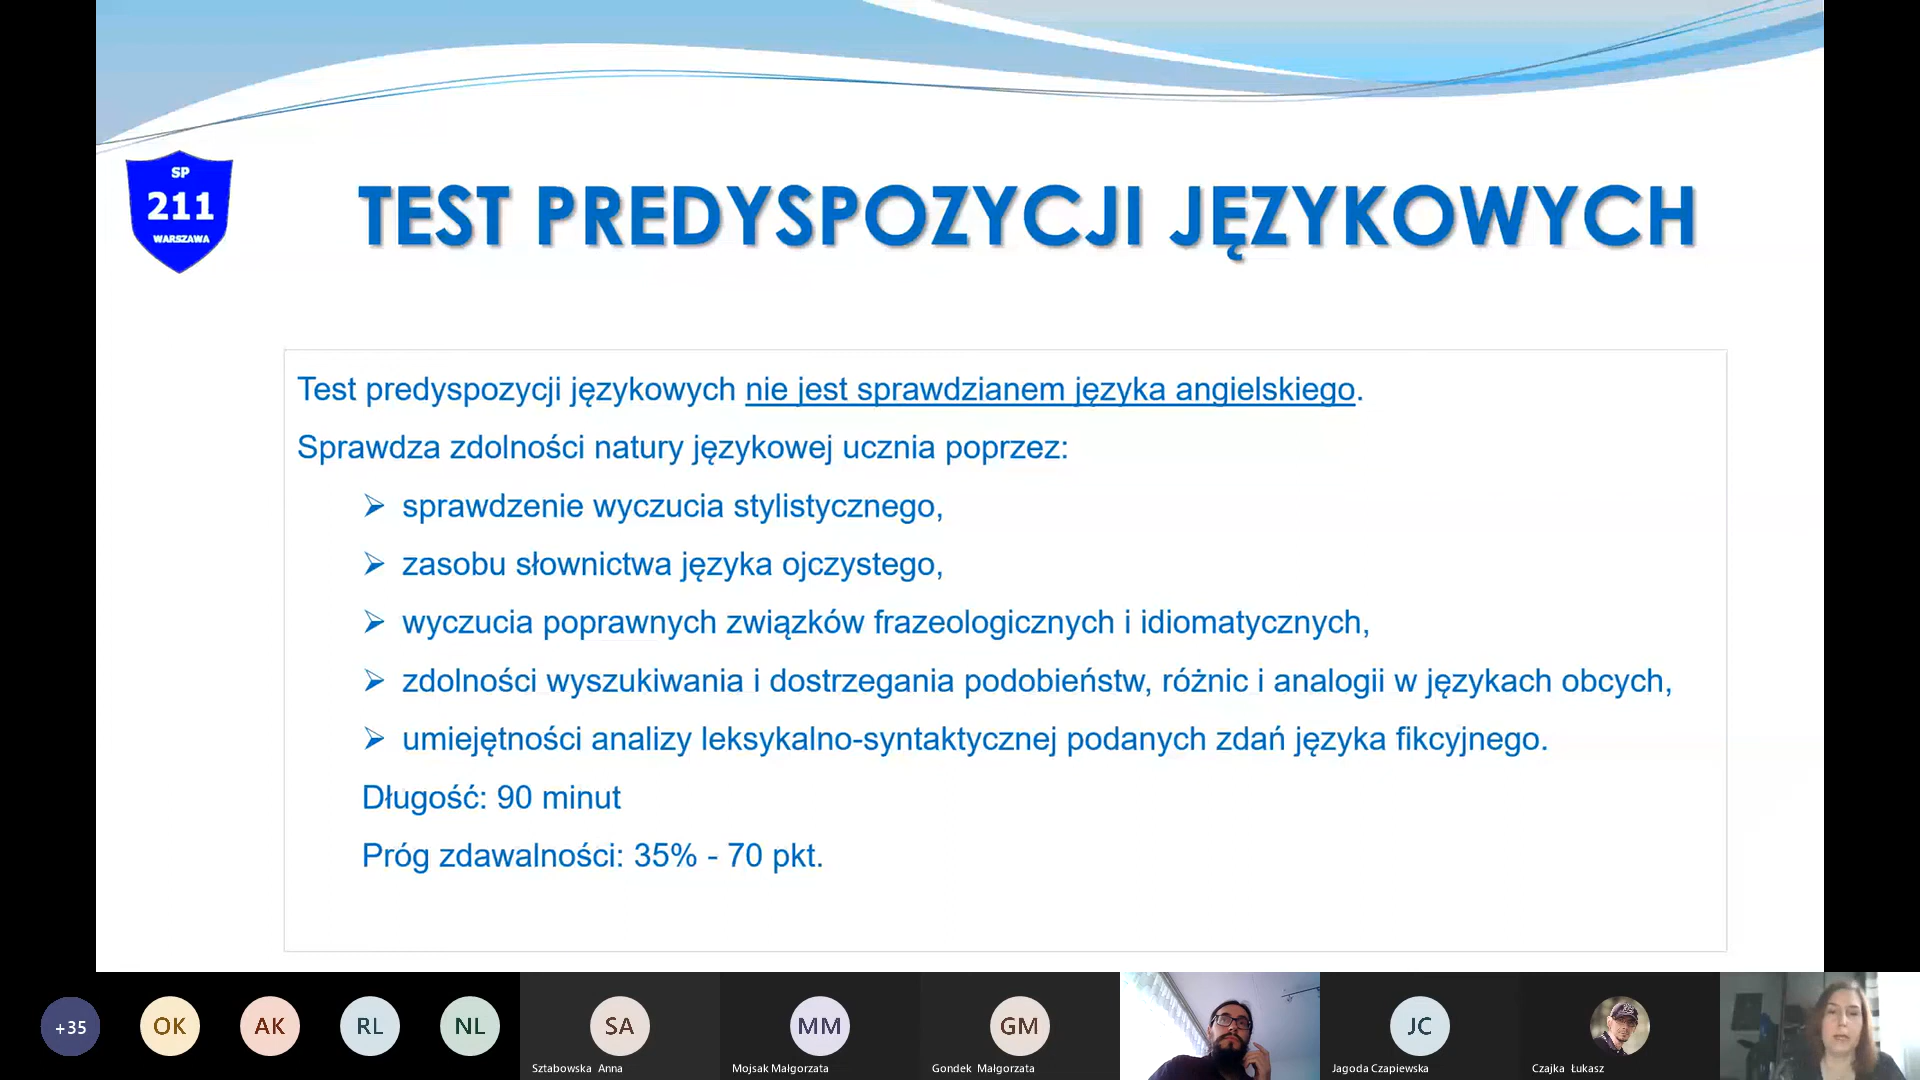 SP
211
WARSZAWA
TEST PREDYSPOZYCJI JĘZYKOWYCH
Test predyspozycji językowych nie jest sprawdzianem języka angielskiego.
Sprawdza zdolności natury językowej ucznia poprzez:
➢ sprawdzenie wyczucia stylistycznego,
➢ zasobu słownictwa języka ojczystego,
➢ wyczucia poprawnych związków frazeologicznych i idiomatycznych,
➢ zdolności wyszukiwania i dostrzegania podobieństw, różnic i analogii w językach obcych,
➢ umiejętności analizy leksykalno-syntaktycznej podanych zdań języka fikcyjnego.
Długość: 90 minut
Próg zdawalności: 35% - 70 pkt.
+35
OK
AK
RL
NL
SA
MM
GM
JC
Sztabowska Anna
Mojsak Małgorzata
Gondek Małgorzata
Jagoda Czapiewska
Czajka Łukasz